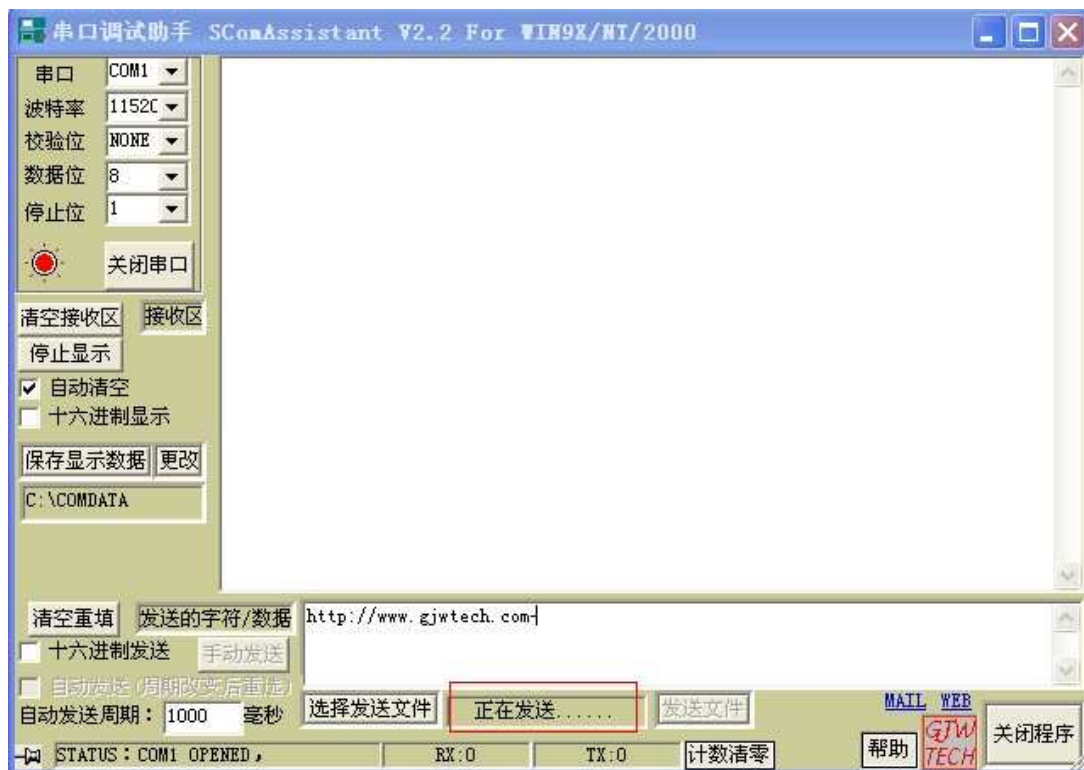 串口调试助手 SComAssistant V2.2 For WIN9X/NT/2000
串口 COM1
波特率 11520
校验位 NONE
数据位 8
停止位 1
关闭串口
清空接收区 接收区
停止显示
自动清空
十六进制显示
保存显示数据 更改
C:\COMDATA
清空重填 发送的字符/数据 http://www.gjwtech.com
十六进制发送 手动发送
自动发送(周期改变后重选)
自动发送周期: 1000 毫秒 选择发送文件 正在发送...... 发送文件
MAIL WEB
STATUS:COM1 OPENED, RX:0 TX:0 计数清零 帮助 GJW TECH 关闭程序